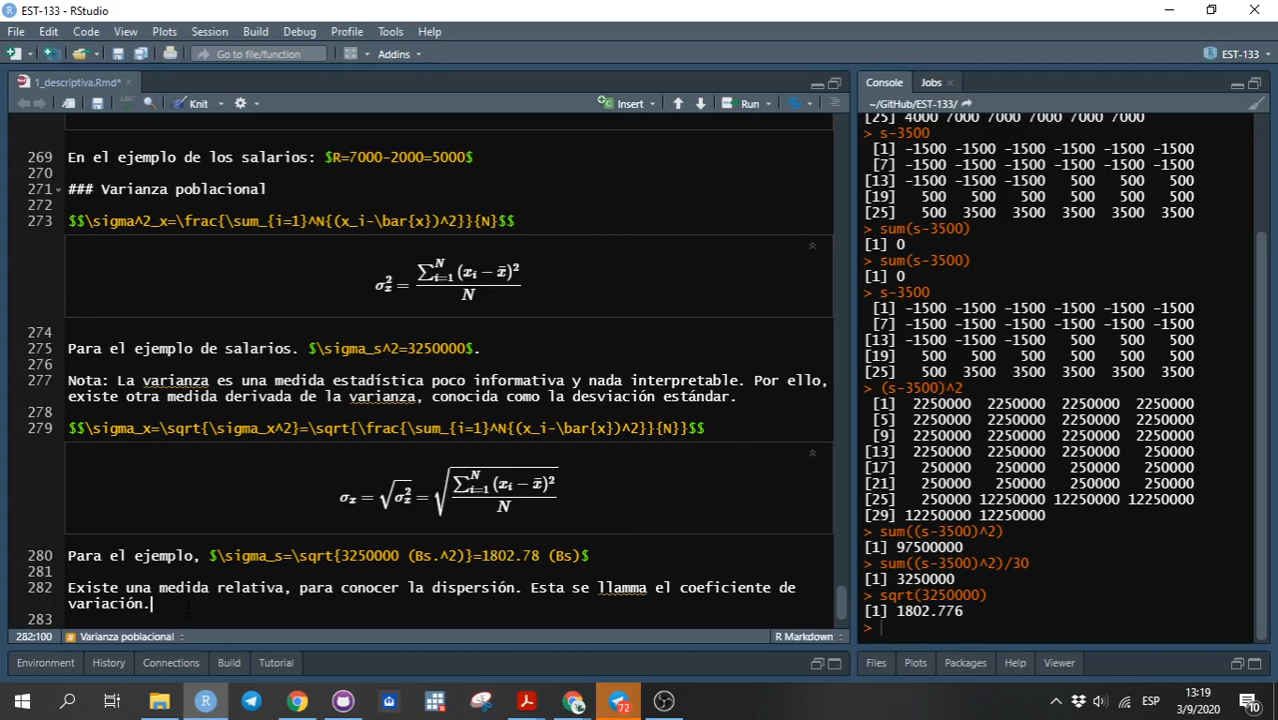 EST-133 - RStudio
File Edit Code View Plots Session Build Debug Profile Tools Help
Go to file/function Addins EST-133
1_descriptiva.Rmd*
Knit Insert Run
269 En el ejemplo de los salarios: $R=7000-2000=5000$
270
271 ### Varianza poblacional
272
273 $$\sigma^2_x=\frac{\sum_{i=1}^N{(x_i-\bar{x})^2}}{N}$$
σ²ₓ = ∑ᴺᵢ₌₁ (xᵢ − x̄)² / N
274
275 Para el ejemplo de salarios. $\sigma_s^2=3250000$.
276
277 Nota: La varianza es una medida estadística poco informativa y nada interpretable. Por ello,
existe otra medida derivada de la varianza, conocida como la desviación estándar.
278
279 $$\sigma_x=\sqrt{\sigma_x^2}=\sqrt{\frac{\sum_{i=1}^N{(x_i-\bar{x})^2}}{N}}$$
σₓ = √σ²ₓ = √(∑ᴺᵢ₌₁ (xᵢ − x̄)² / N)
280 Para el ejemplo, $\sigma_s=\sqrt{3250000 (Bs.^2)}=1802.78 (Bs)$
281
282 Existe una medida relativa, para conocer la dispersión. Esta se llamma el coeficiente de
variación.
283
282:100 Varianza poblacional R Markdown
Environment History Connections Build Tutorial
Console Jobs
~/GitHub/EST-133/
[25] 4000 7000 7000 7000 7000 7000
> s-3500
[1] -1500 -1500 -1500 -1500 -1500 -1500
[7] -1500 -1500 -1500 -1500 -1500 -1500
[13] -1500 -1500 -1500 500 500 500
[19] 500 500 500 500 500 500
[25] 500 3500 3500 3500 3500 3500
> sum(s-3500)
[1] 0
> sum(s-3500)
[1] 0
> s-3500
[1] -1500 -1500 -1500 -1500 -1500 -1500
[7] -1500 -1500 -1500 -1500 -1500 -1500
[13] -1500 -1500 -1500 500 500 500
[19] 500 500 500 500 500 500
[25] 500 3500 3500 3500 3500 3500
> (s-3500)^2
[1] 2250000 2250000 2250000 2250000
[5] 2250000 2250000 2250000 2250000
[9] 2250000 2250000 2250000 2250000
[13] 2250000 2250000 2250000 250000
[17] 250000 250000 250000 250000
[21] 250000 250000 250000 250000
[25] 250000 12250000 12250000 12250000
[29] 12250000 12250000
> sum((s-3500)^2)
[1] 97500000
> sum((s-3500)^2)/30
[1] 3250000
> sqrt(3250000)
[1] 1802.776
>
Files Plots Packages Help Viewer
72
ESP
13:19
3/9/2020
10